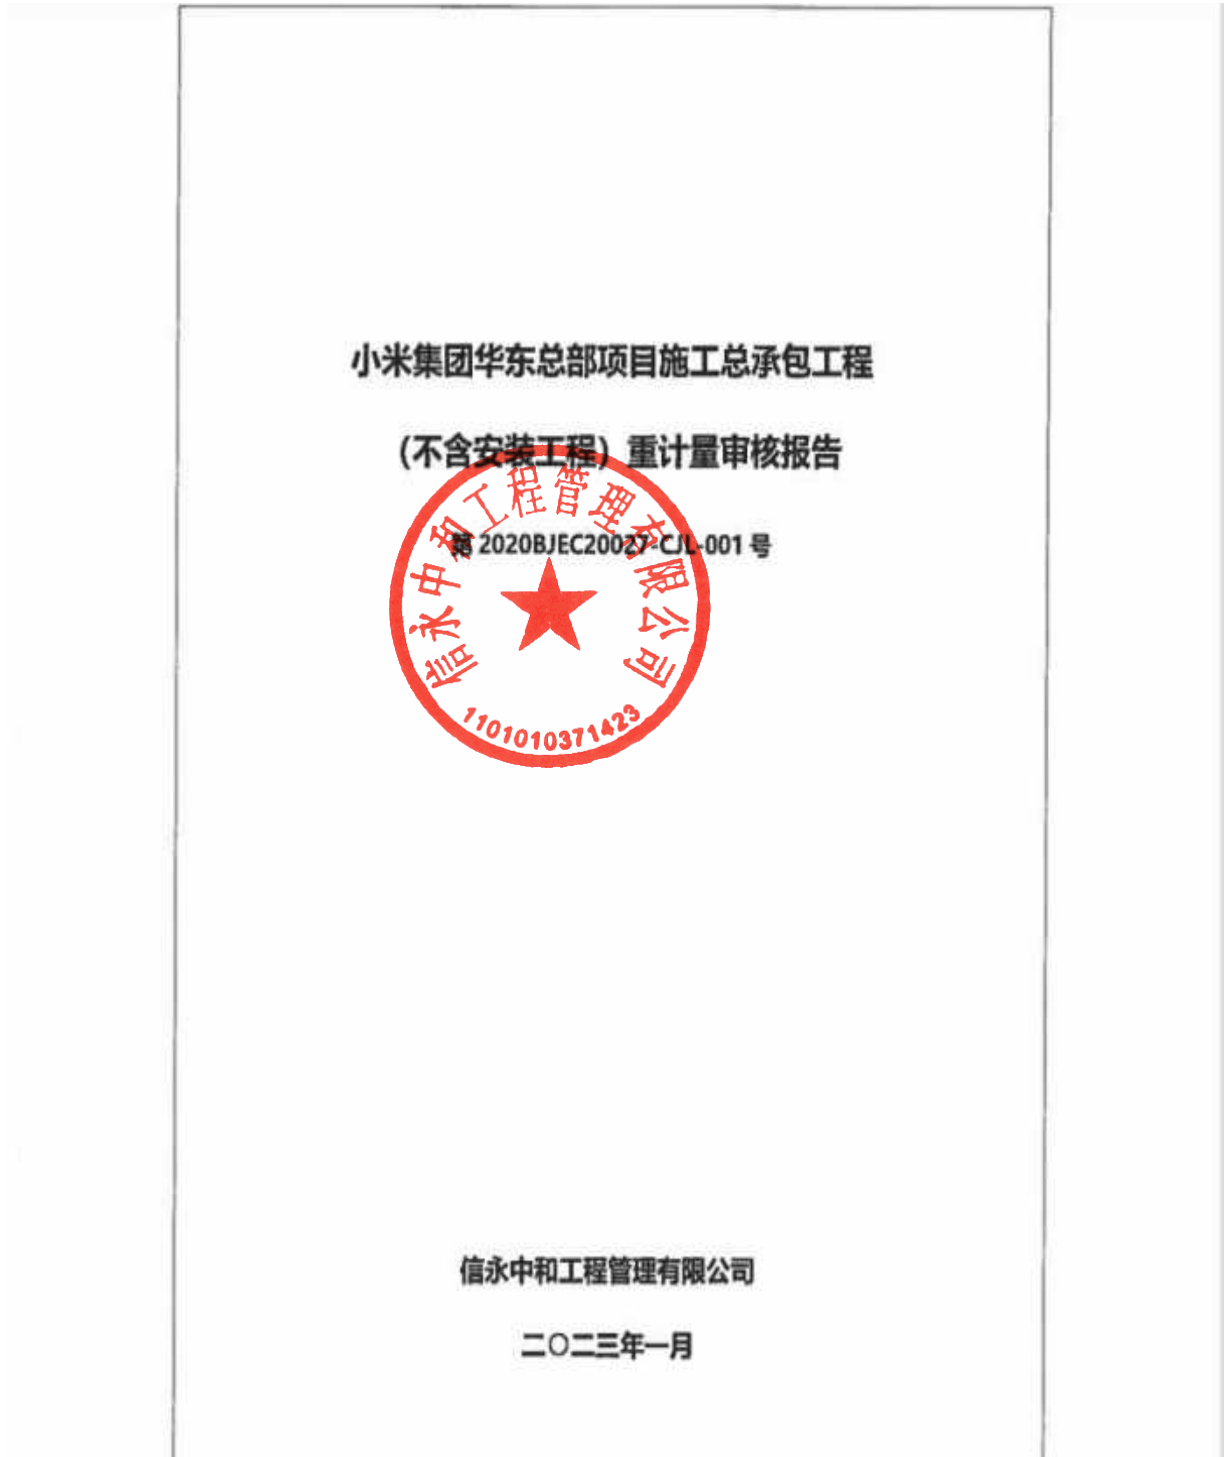 小米集团华东总部项目施工总承包工程
（不含安装工程）重计量审核报告
第 2020BJEC20027-CJL-001 号
信永中和工程管理有限公司
1101010371423
信永中和工程管理有限公司
二〇二三年一月